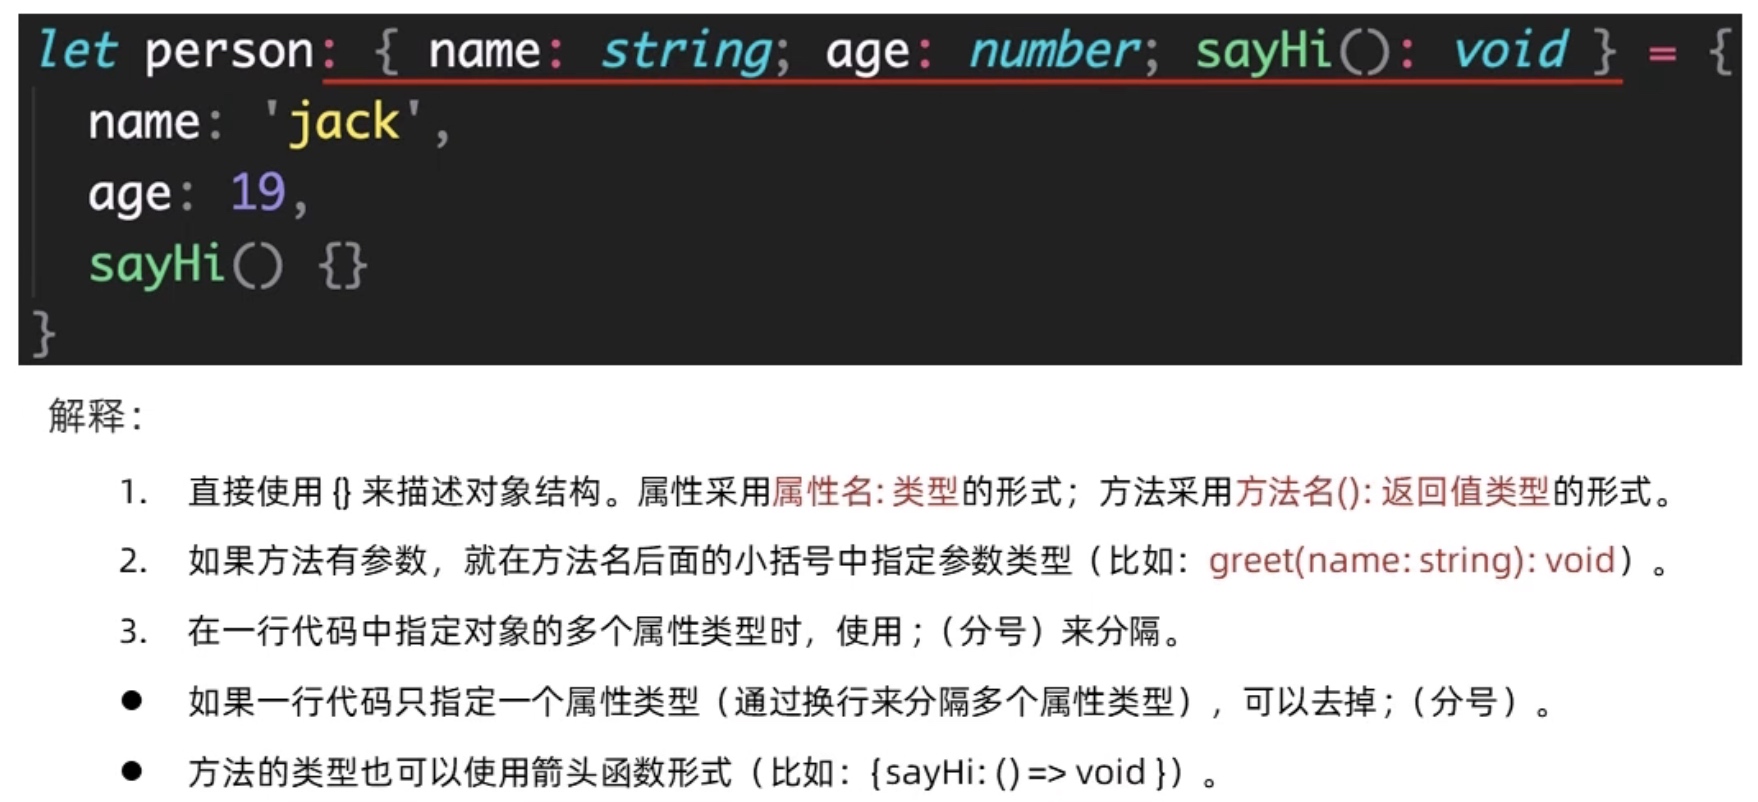 let person: { name: string; age: number; sayHi(): void } = {
name: 'jack',
age: 19,
sayHi() {}
}
解释：
1. 直接使用 {} 来描述对象结构。属性采用属性名: 类型的形式；方法采用方法名(): 返回值类型的形式。
2. 如果方法有参数，就在方法名后面的小括号中指定参数类型（比如：greet(name: string): void）。
3. 在一行代码中指定对象的多个属性类型时，使用 ;（分号）来分隔。
● 如果一行代码只指定一个属性类型（通过换行来分隔多个属性类型），可以去掉 ;（分号）。
● 方法的类型也可以使用箭头函数形式（比如：{ sayHi: () => void }）。